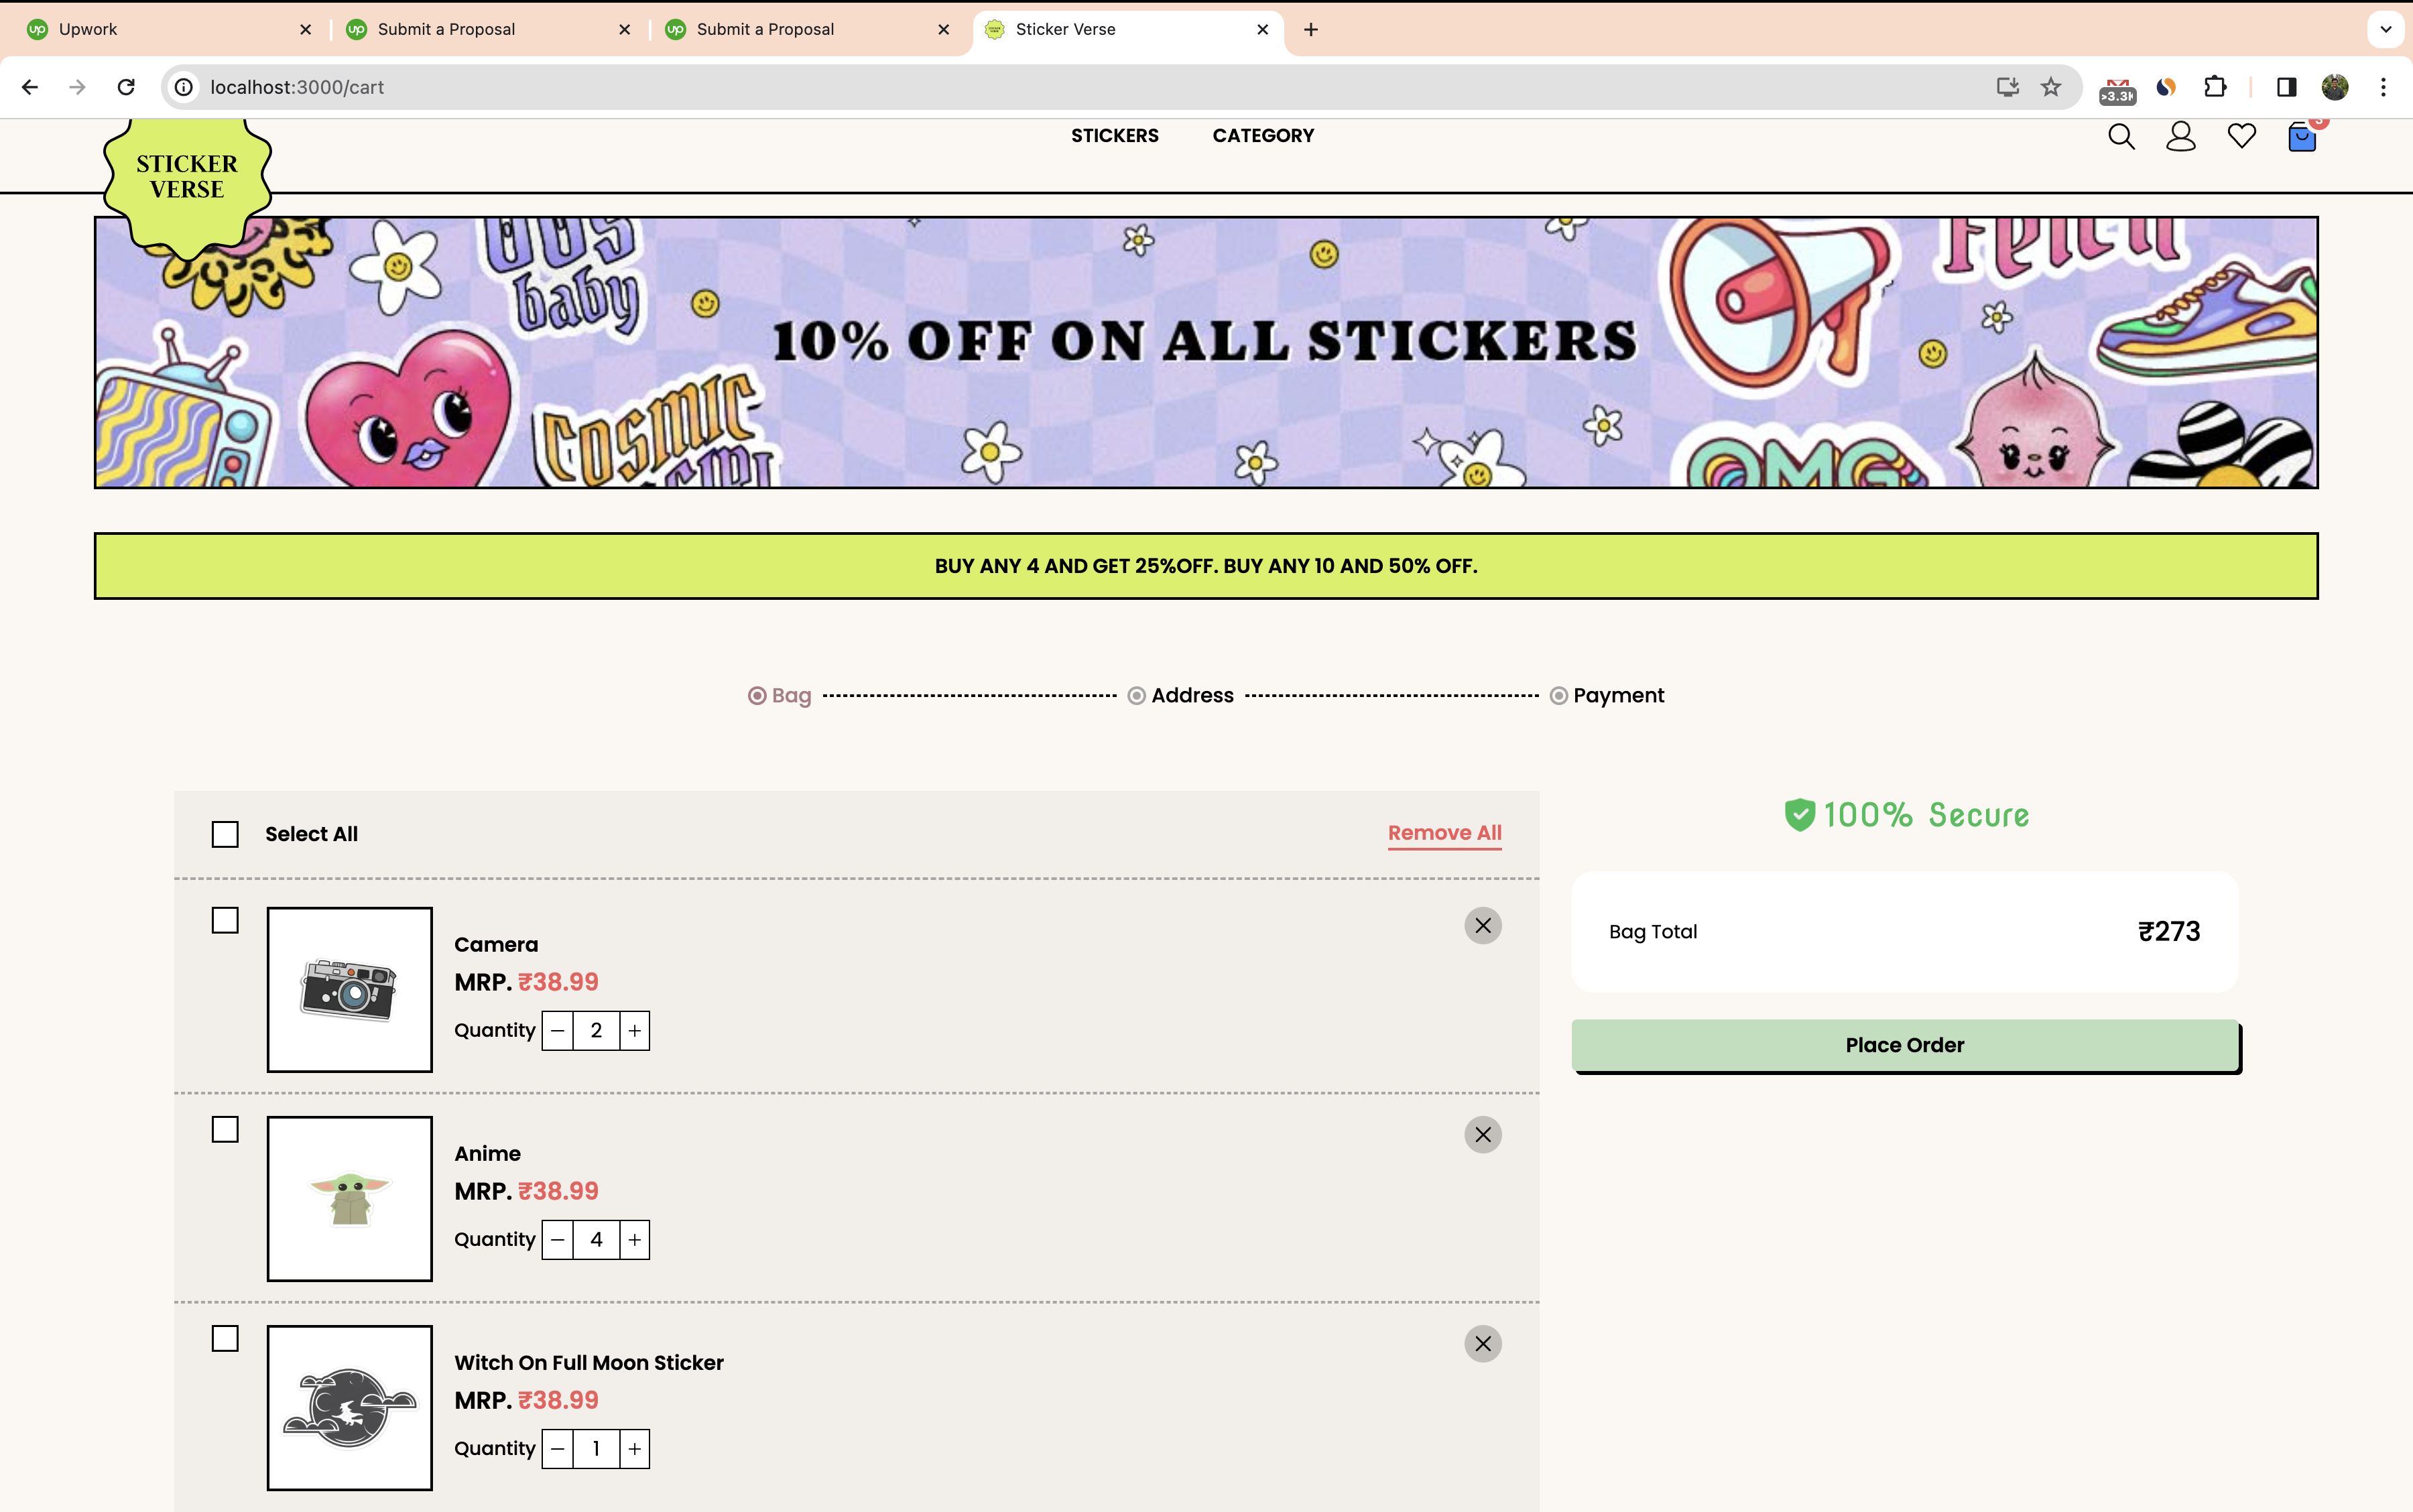 Upwork
Submit a Proposal
Submit a Proposal
Sticker Verse
localhost:3000/cart
>3.3k
STICKER
VERSE
STICKERS
CATEGORY
baby
COSMIC
OMG
10% OFF ON ALL STICKERS
BUY ANY 4 AND GET 25%OFF. BUY ANY 10 AND 50% OFF.
Bag
Address
Payment
Select All
Remove All
Camera
MRP. ₹38.99
Quantity
2
Anime
MRP. ₹38.99
Quantity
4
Witch On Full Moon Sticker
MRP. ₹38.99
Quantity
1
100% Secure
Bag Total
₹273
Place Order